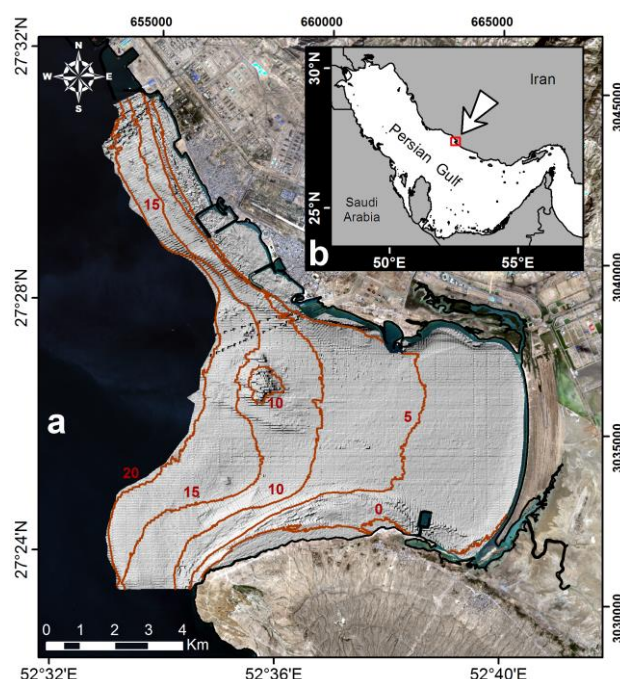 655000 660000 665000
27°32'N
N
W E
S
30°N
Iran
Persian Gulf
25°N
Saudi
Arabia
b
50°E 55°E
3045000
15
3040000
27°28'N
a
10
5
3035000
20
15
10
0
27°24'N
3030000
0 1 2 3 4
Km
52°32'E 52°36'E 52°40'E